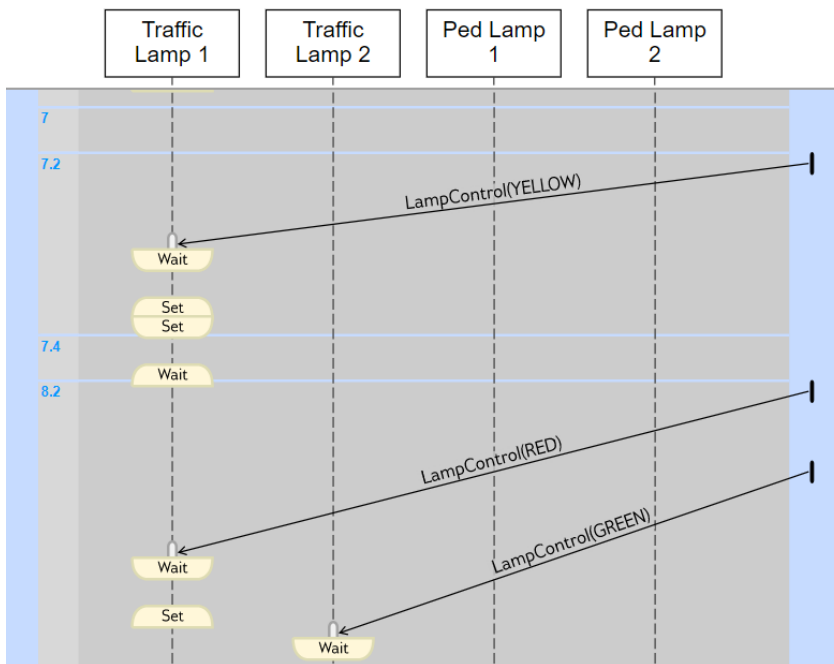 Traffic
Lamp 1
Traffic
Lamp 2
Ped Lamp
1
Ped Lamp
2
7
7.2
LampControl(YELLOW)
Wait
Set
Set
7.4
Wait
8.2
LampControl(RED)
LampControl(GREEN)
Wait
Set
Wait